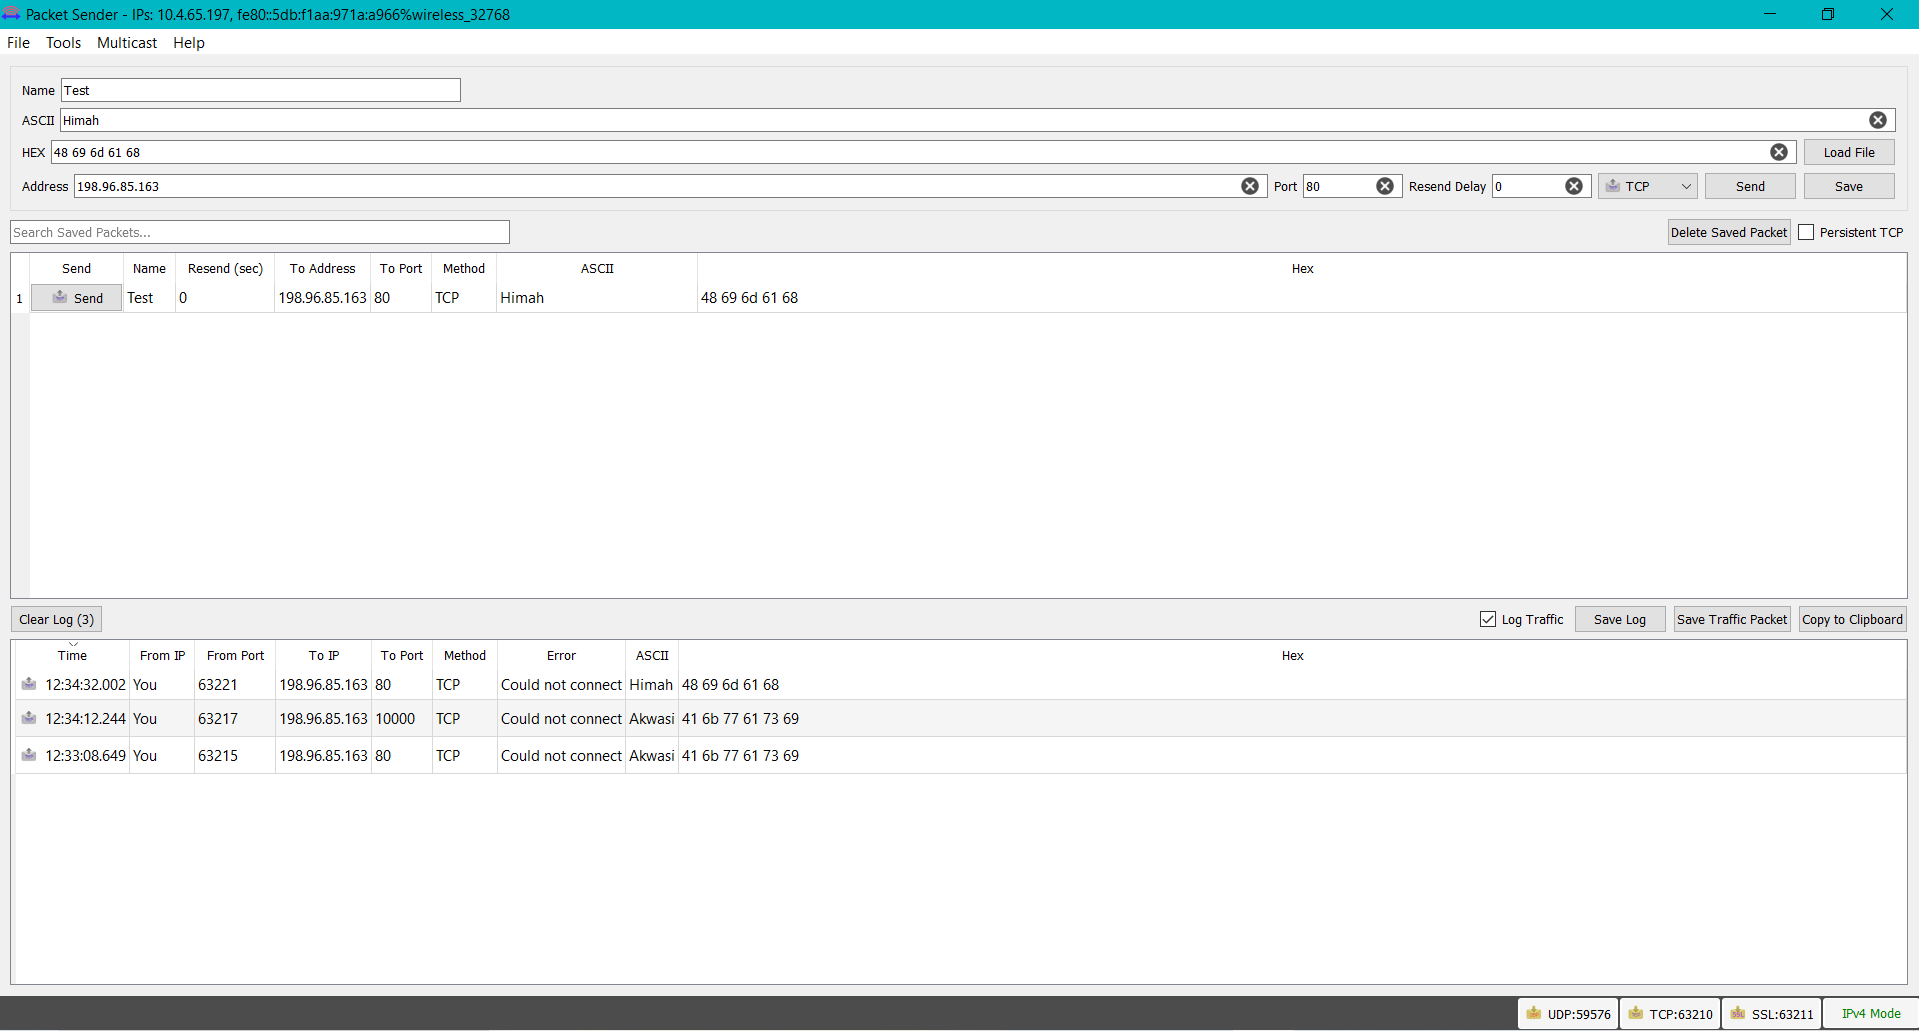 Packet Sender - IPs: 10.4.65.197, fe80::5db:f1aa:971a:a966%wireless_32768
File Tools Multicast Help
Name Test
ASCII Himah
HEX 48 69 6d 61 68 Load File
Address 198.96.85.163 Port 80 Resend Delay 0 TCP Send Save
Search Saved Packets... Delete Saved Packet Persistent TCP
Send Name Resend (sec) To Address To Port Method ASCII Hex
1 Send Test 0 198.96.85.163 80 TCP Himah 48 69 6d 61 68
Clear Log (3) Log Traffic Save Log Save Traffic Packet Copy to Clipboard
Time From IP From Port To IP To Port Method Error ASCII Hex
12:34:32.002 You 63221 198.96.85.163 80 TCP Could not connect Himah 48 69 6d 61 68
12:34:12.244 You 63217 198.96.85.163 10000 TCP Could not connect Akwasi 41 6b 77 61 73 69
12:33:08.649 You 63215 198.96.85.163 80 TCP Could not connect Akwasi 41 6b 77 61 73 69
UDP:59576 TCP:63210 SSL:63211 IPv4 Mode